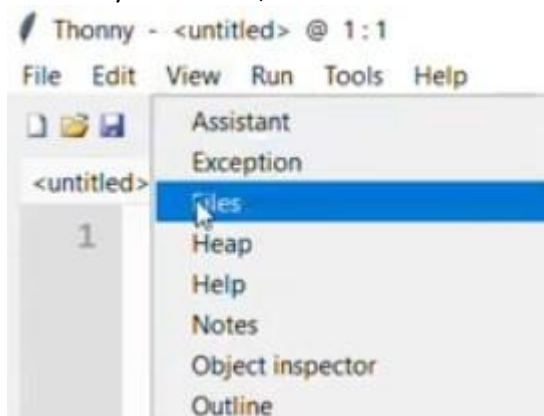 Thonny - <untitled> @ 1:1
File Edit View Run Tools Help
<untitled>
1
Assistant
Exception
Files
Heap
Help
Notes
Object inspector
Outline